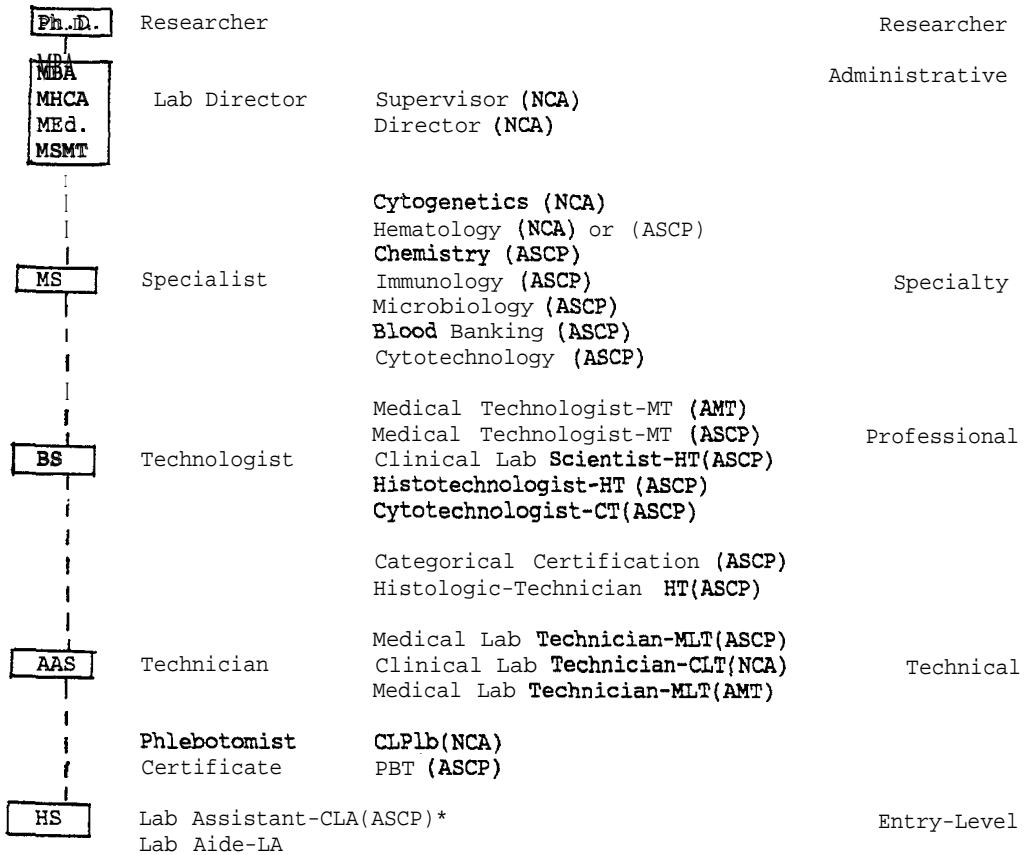 Ph.D. Researcher Researcher
MBA Administrative
MHCA Lab Director Supervisor (NCA)
MEd. Director (NCA)
MSMT
Cytogenetics (NCA)
Hematology (NCA) or (ASCP)
Chemistry (ASCP)
MS Specialist Immunology (ASCP) Specialty
Microbiology (ASCP)
Blood Banking (ASCP)
Cytotechnology (ASCP)
Medical Technologist-MT (AMT)
Medical Technologist-MT (ASCP) Professional
BS Technologist Clinical Lab Scientist-HT(ASCP)
Histotechnologist-HT (ASCP)
Cytotechnologist-CT(ASCP)
Categorical Certification (ASCP)
Histologic-Technician HT(ASCP)
Medical Lab Technician-MLT(ASCP)
AAS Technician Clinical Lab Technician-CLT(NCA) Technical
Medical Lab Technician-MLT(AMT)
Phlebotomist CLPlb(NCA)
Certificate PBT (ASCP)
HS Lab Assistant-CLA(ASCP)* Entry-Level
Lab Aide-LA